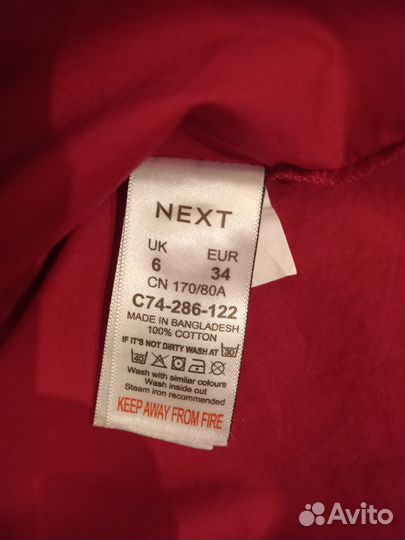 NEXT
UK EUR
6 34
CN 170/80A
C74-286-122
MADE IN BANGLADESH
100% COTTON
IF IT'S NOT DIRTY WASH AT 30
40
Wash with similar colours
Wash inside out
Steam iron recommended
KEEP AWAY FROM FIRE
Avito